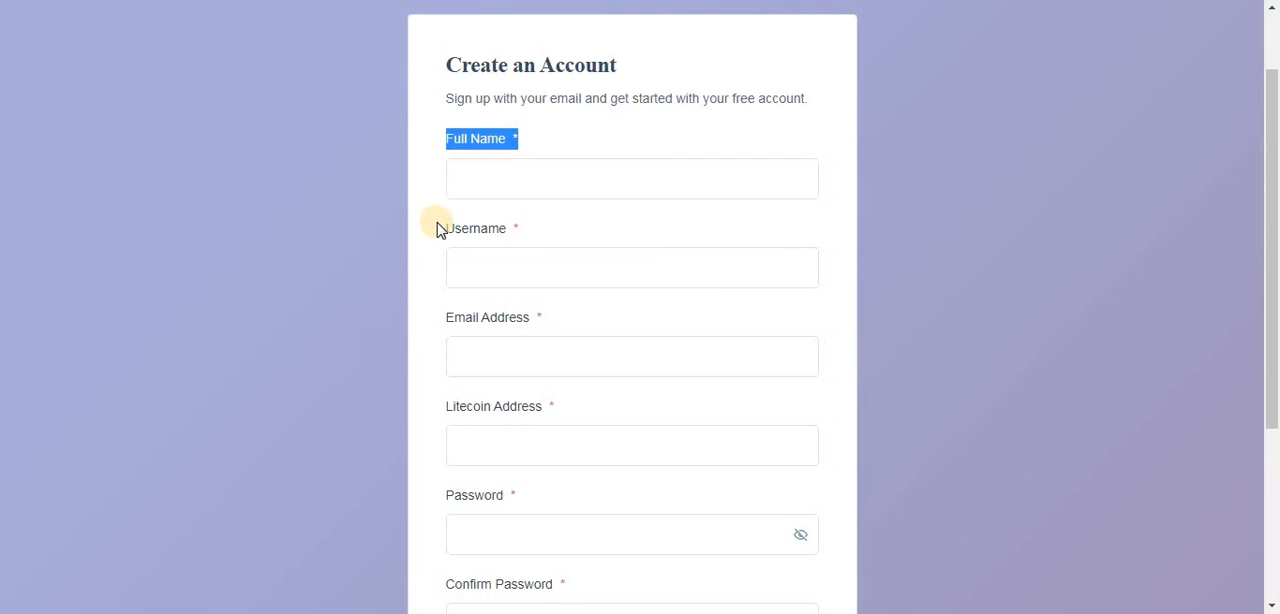 Create an Account
Sign up with your email and get started with your free account.
Full Name *
Username *
Email Address *
Litecoin Address *
Password *
Confirm Password *